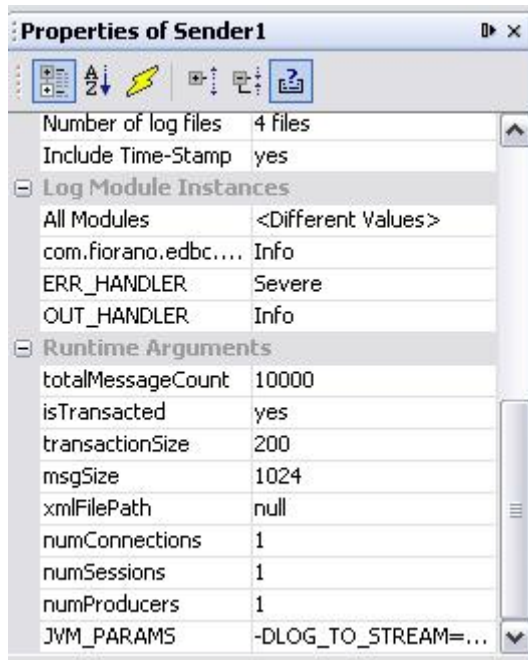 Properties of Sender1
Number of log files 4 files
Include Time-Stamp yes
Log Module Instances
All Modules <Different Values>
com.fiorano.edbc.... Info
ERR_HANDLER Severe
OUT_HANDLER Info
Runtime Arguments
totalMessageCount 10000
isTransacted yes
transactionSize 200
msgSize 1024
xmlFilePath null
numConnections 1
numSessions 1
numProducers 1
JVM_PARAMS -DLOG_TO_STREAM=...